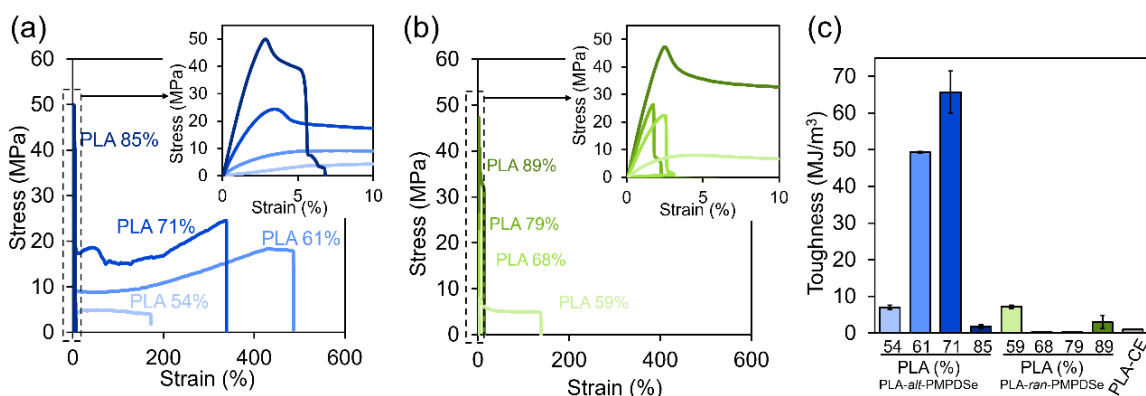 (a)
60
50
40
30
20
10
0
Stress (MPa)
0
200
400
600
Strain (%)
PLA 85%
PLA 71%
PLA 61%
PLA 54%
50
40
30
20
10
0
Stress (MPa)
0
5
10
Strain (%)
(b)
60
50
40
30
20
10
0
Stress (MPa)
0
200
400
600
Strain (%)
PLA 89%
PLA 79%
PLA 68%
PLA 59%
50
40
30
20
10
0
Stress (MPa)
0
5
10
Strain (%)
(c)
70
60
50
40
30
20
10
0
Toughness (MJ/m³)
54 61 71 85 59 68 79 89 PLA-CE
PLA (%) PLA (%)
PLA-alt-PMPDSe PLA-ran-PMPDSe